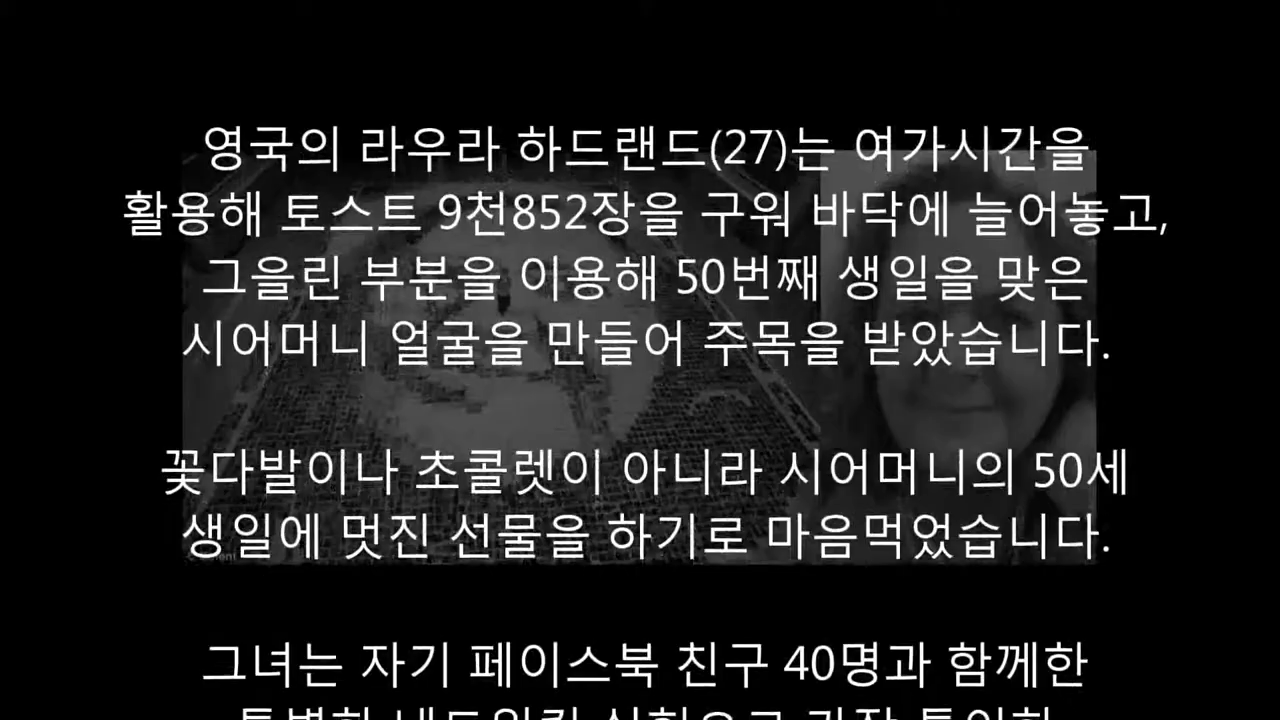 영국의 라우라 하드랜드(27)는 여가시간을
활용해 토스트 9천852장을 구워 바닥에 늘어놓고,
그을린 부분을 이용해 50번째 생일을 맞은
시어머니 얼굴을 만들어 주목을 받았습니다.
꽃다발이나 초콜렛이 아니라 시어머니의 50세
생일에 멋진 선물을 하기로 마음먹었습니다.
그녀는 자기 페이스북 친구 40명과 함께한